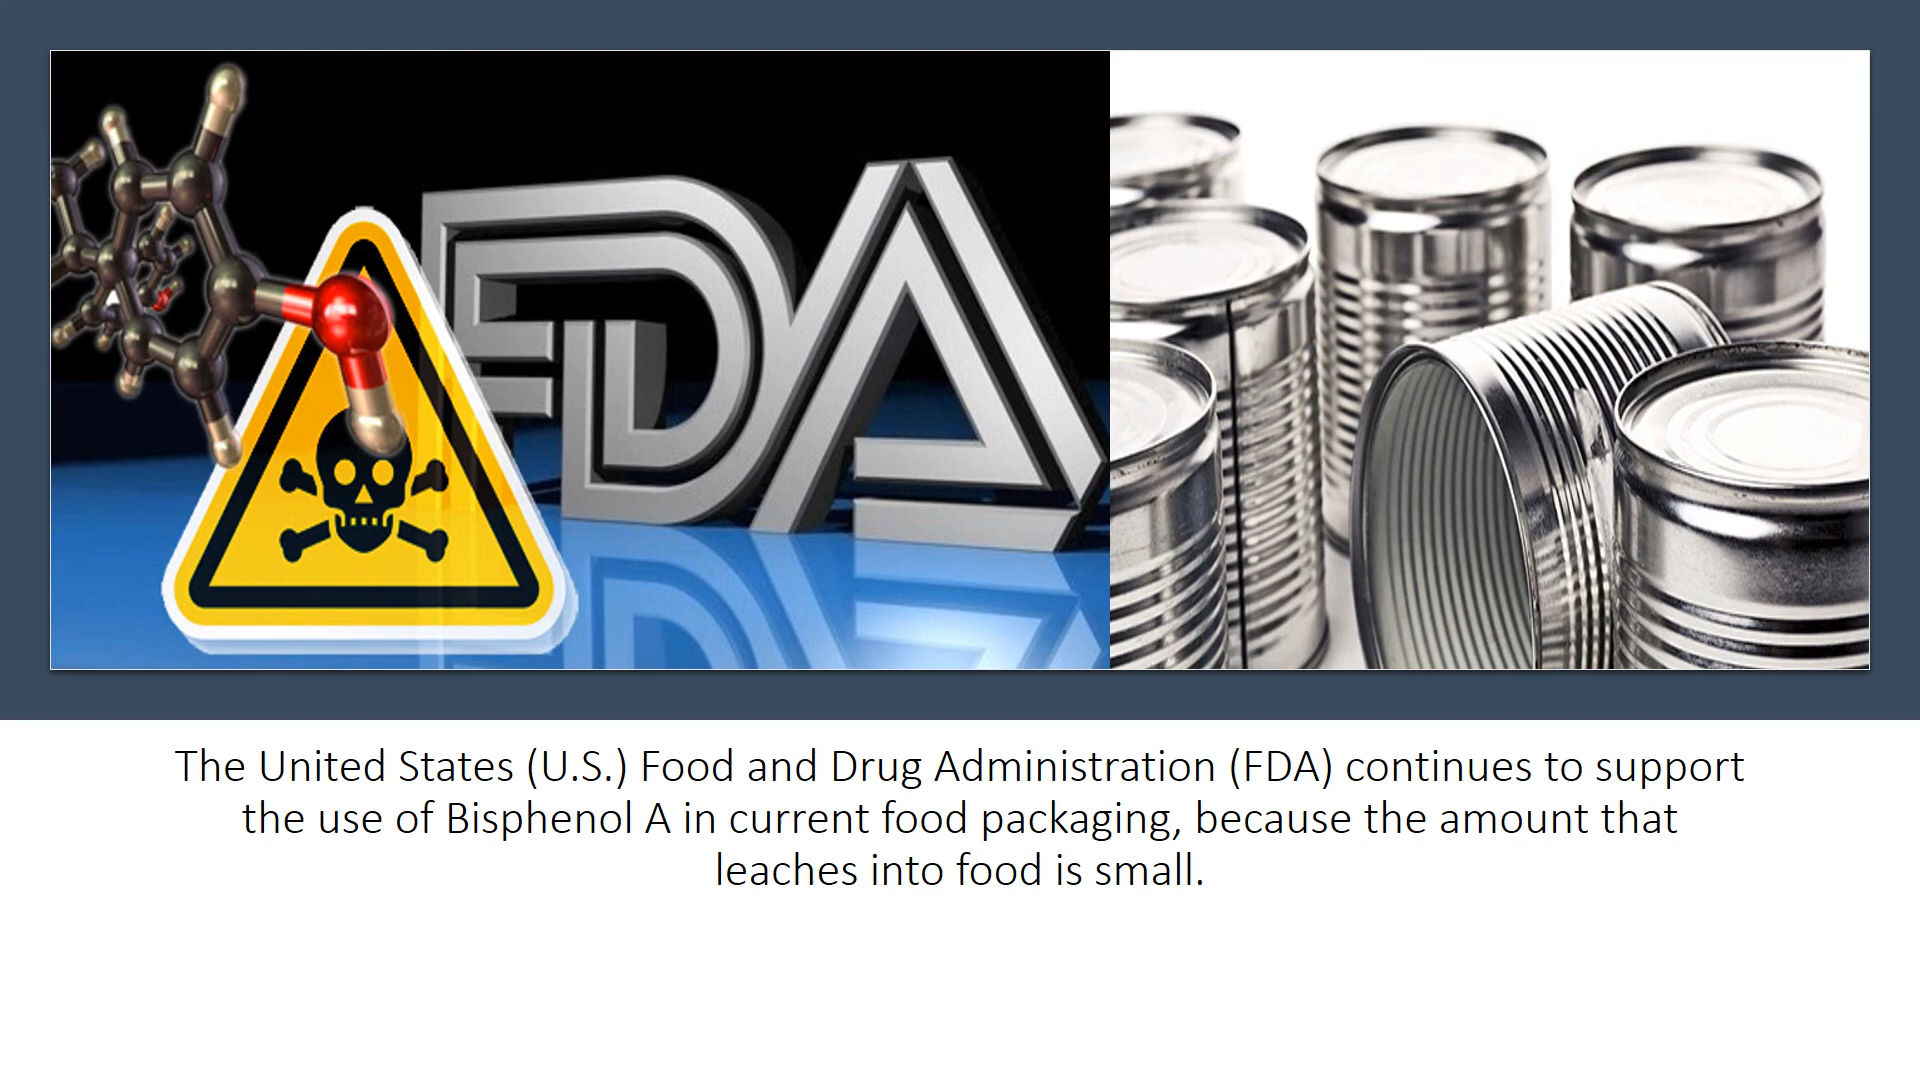 FDA
The United States (U.S.) Food and Drug Administration (FDA) continues to support
the use of Bisphenol A in current food packaging, because the amount that
leaches into food is small.